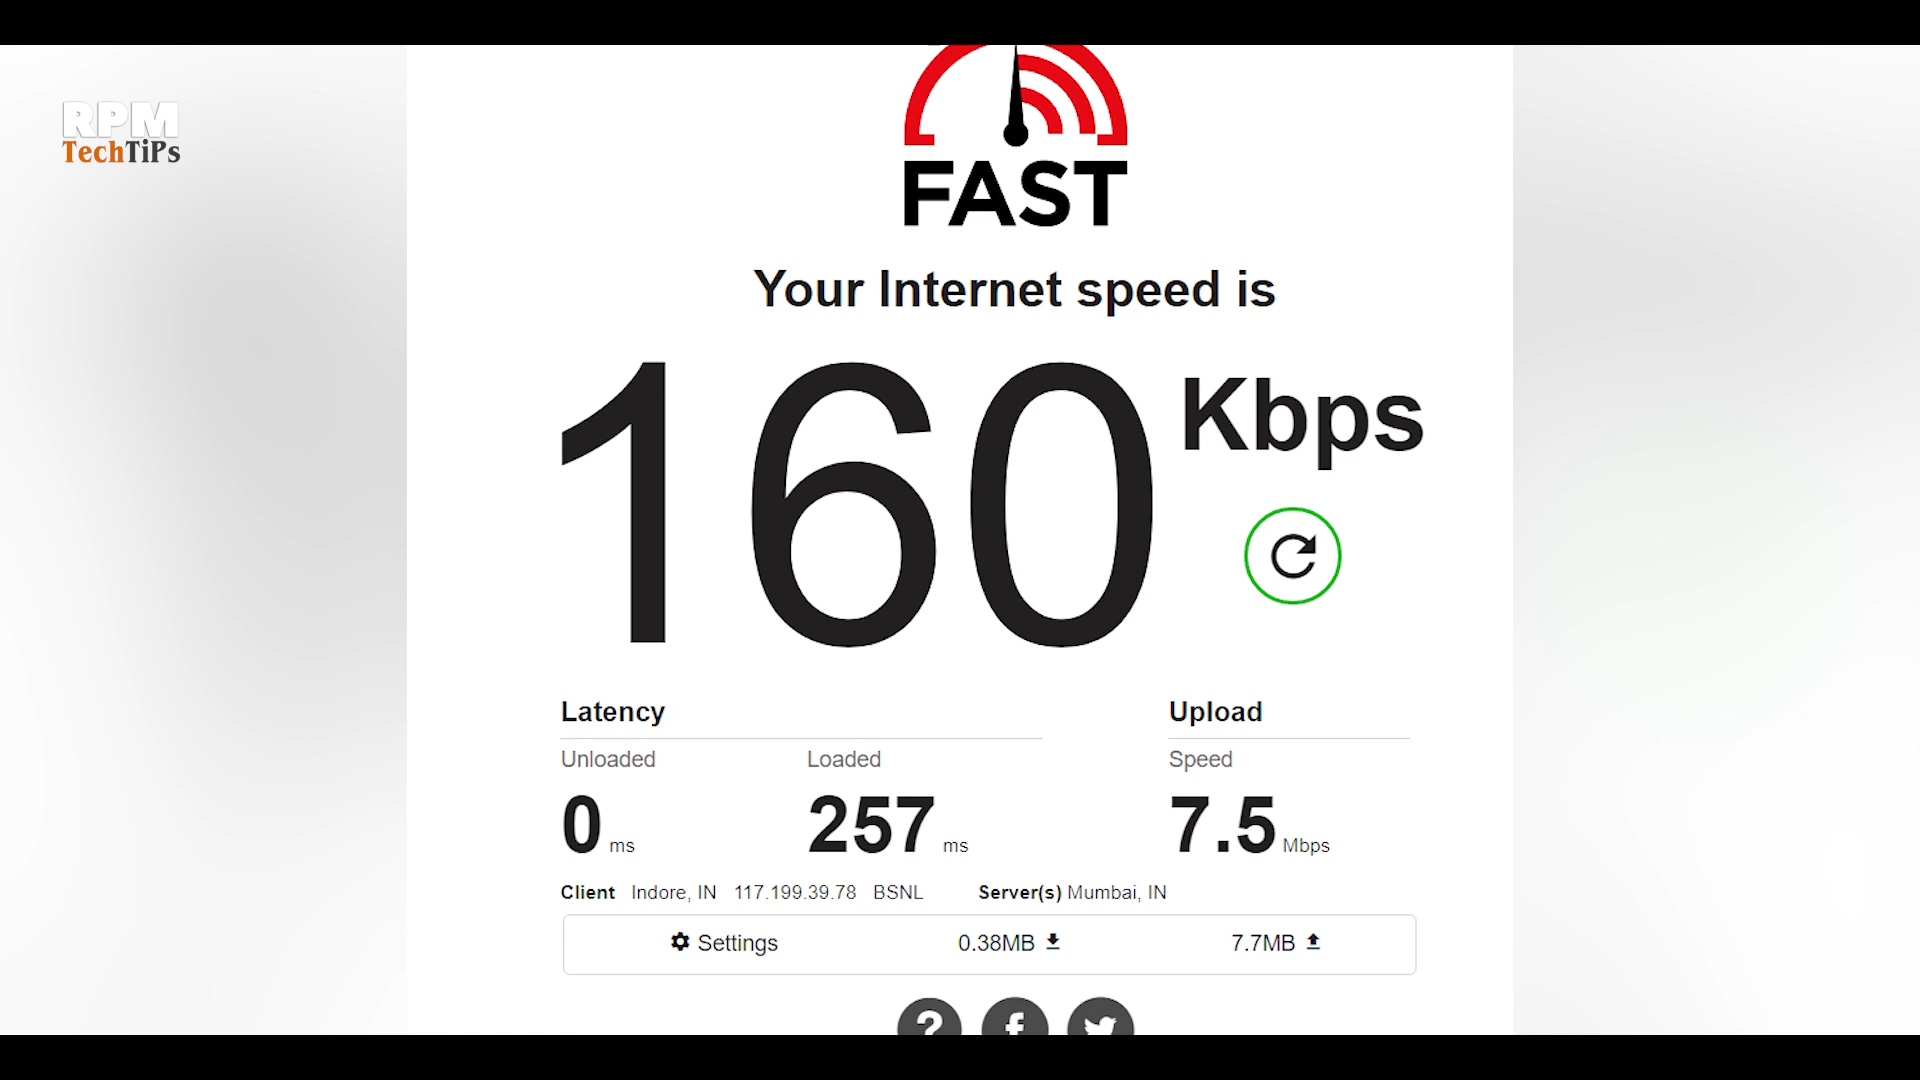 RPM
TechTiPs
FAST
Your Internet speed is
160 Kbps
Latency Upload
Unloaded Loaded Speed
0 ms 257 ms 7.5 Mbps
Client Indore, IN 117.199.39.78 BSNL Server(s) Mumbai, IN
Settings 0.38MB 7.7MB